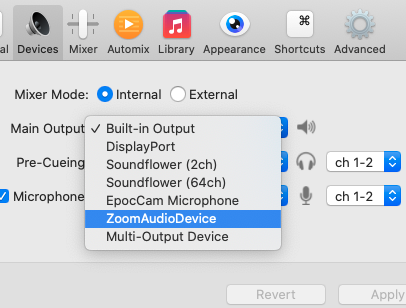 al Devices Mixer Automix Library Appearance Shortcuts Advanced
Mixer Mode: Internal External
Main Output ✓ Built-in Output
DisplayPort
Pre-Cueing Soundflower (2ch) ch 1-2
Soundflower (64ch)
Microphone EpocCam Microphone ch 1-2
ZoomAudioDevice
Multi-Output Device
Revert Apply